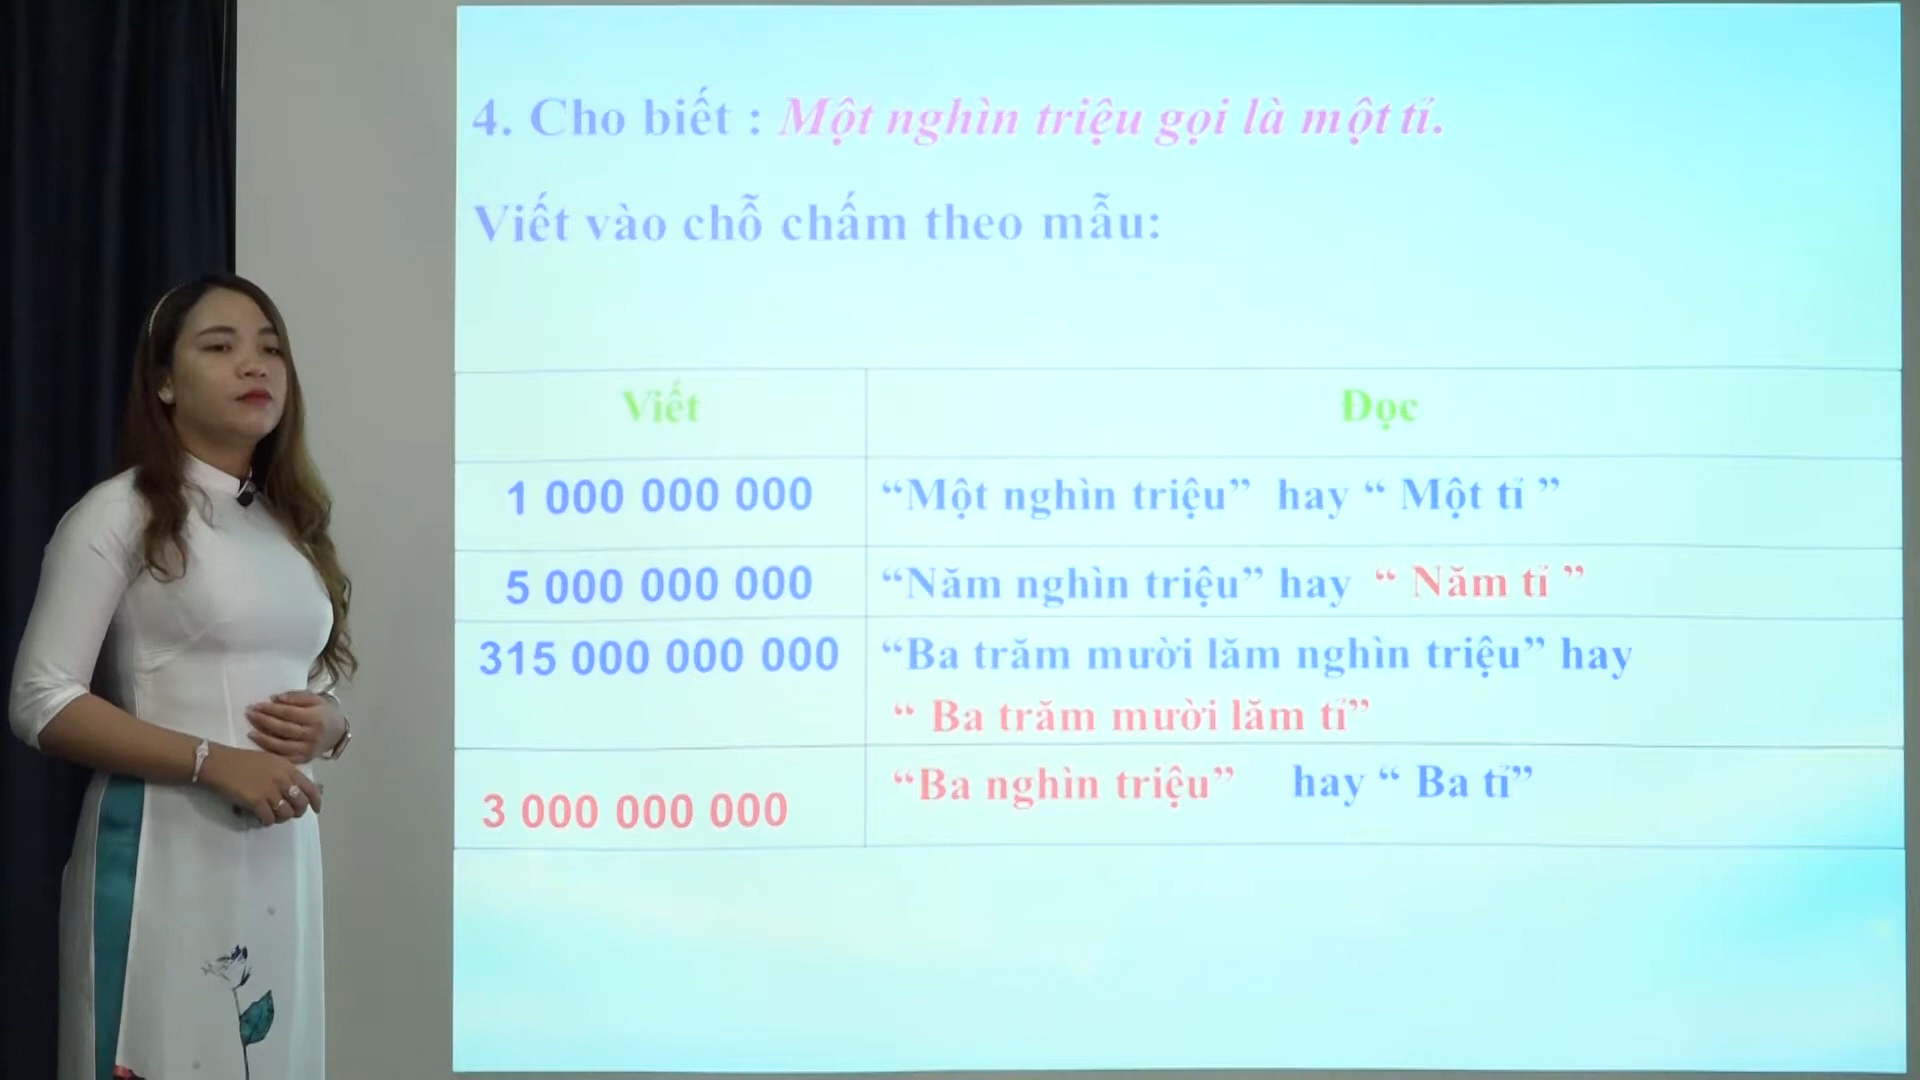 4. Cho biết : Một nghìn triệu gọi là một tỉ.
Viết vào chỗ chấm theo mẫu:
Viết Đọc
1 000 000 000 “Một nghìn triệu” hay “ Một tỉ ”
5 000 000 000 “Năm nghìn triệu” hay “ Năm tỉ ”
315 000 000 000 “Ba trăm mười lăm nghìn triệu” hay
“ Ba trăm mười lăm tỉ”
3 000 000 000 “Ba nghìn triệu” hay “ Ba tỉ”